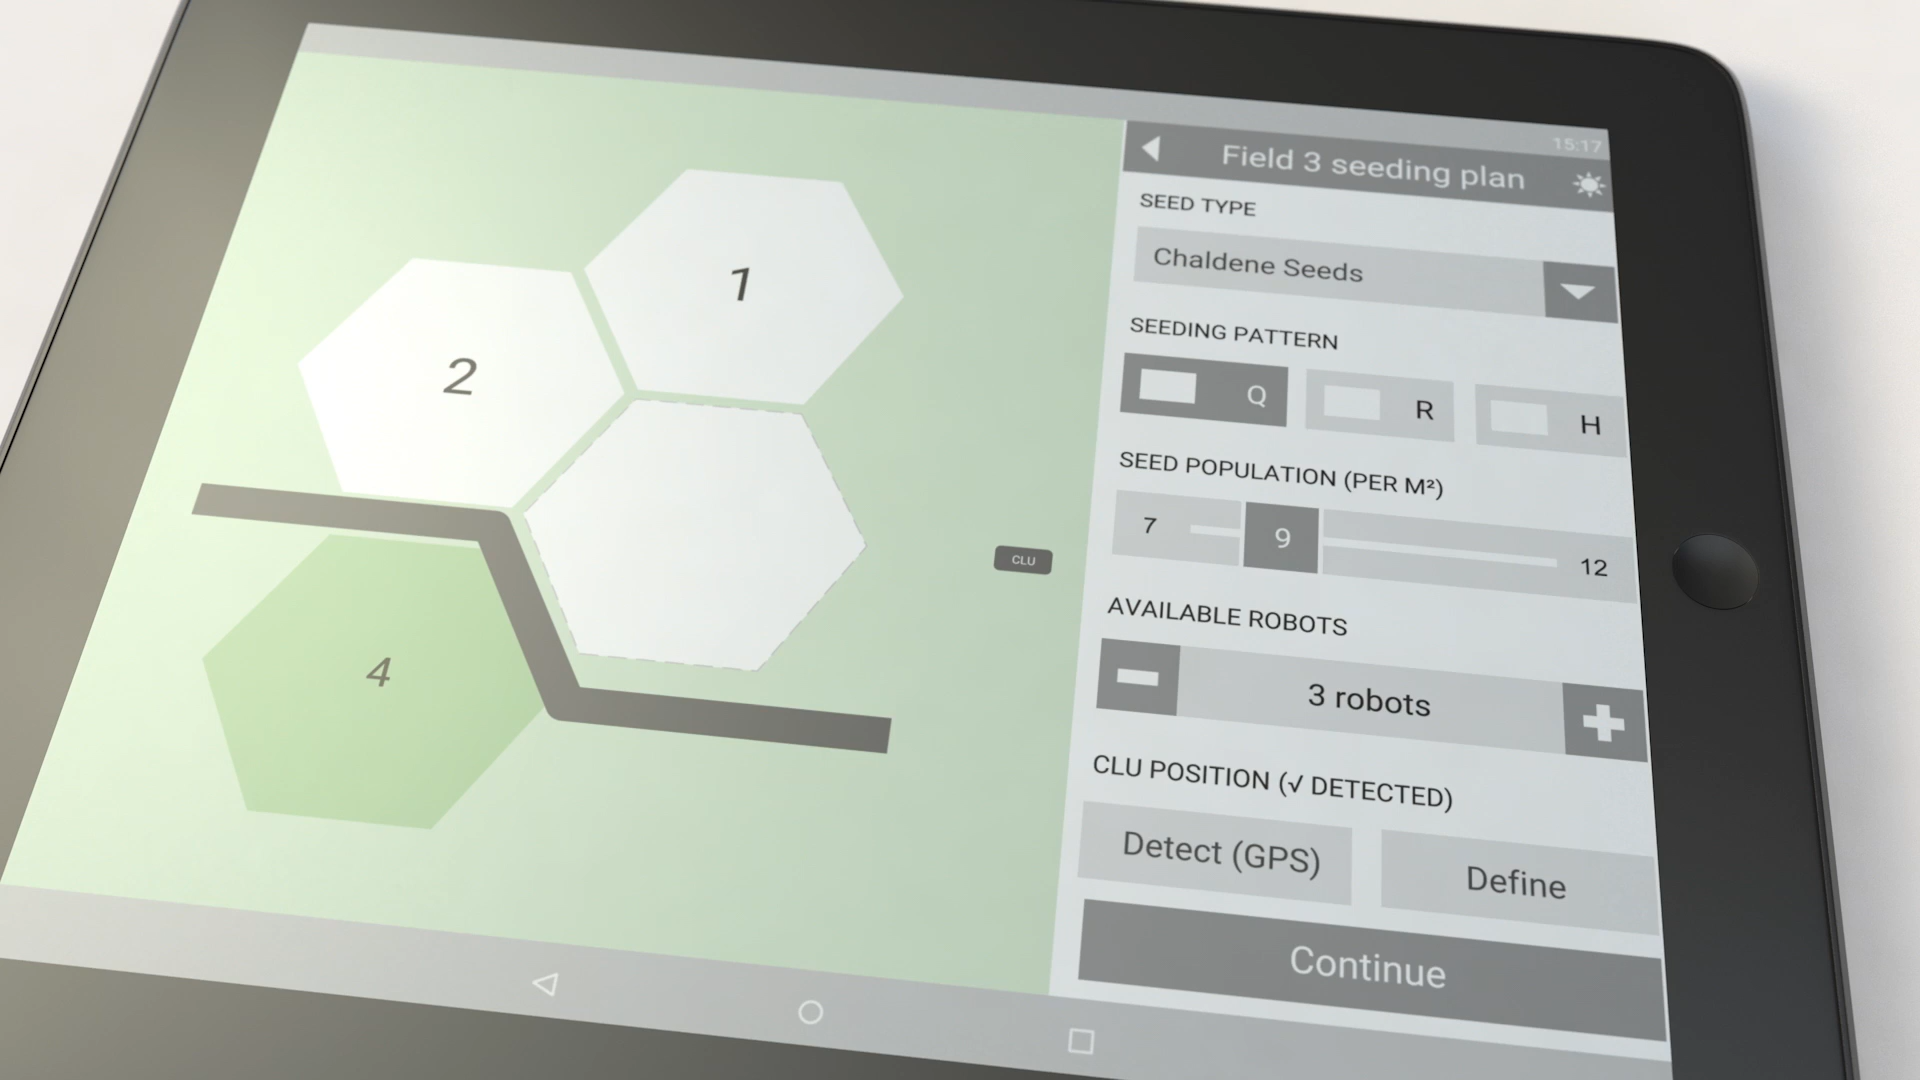 15:17
Field 3 seeding plan
SEED TYPE
Chaldene Seeds
SEEDING PATTERN
Q R H
SEED POPULATION (PER M²)
7 9 12
AVAILABLE ROBOTS
3 robots
CLU POSITION (√ DETECTED)
Detect (GPS) Define
Continue
1
2
4
CLU